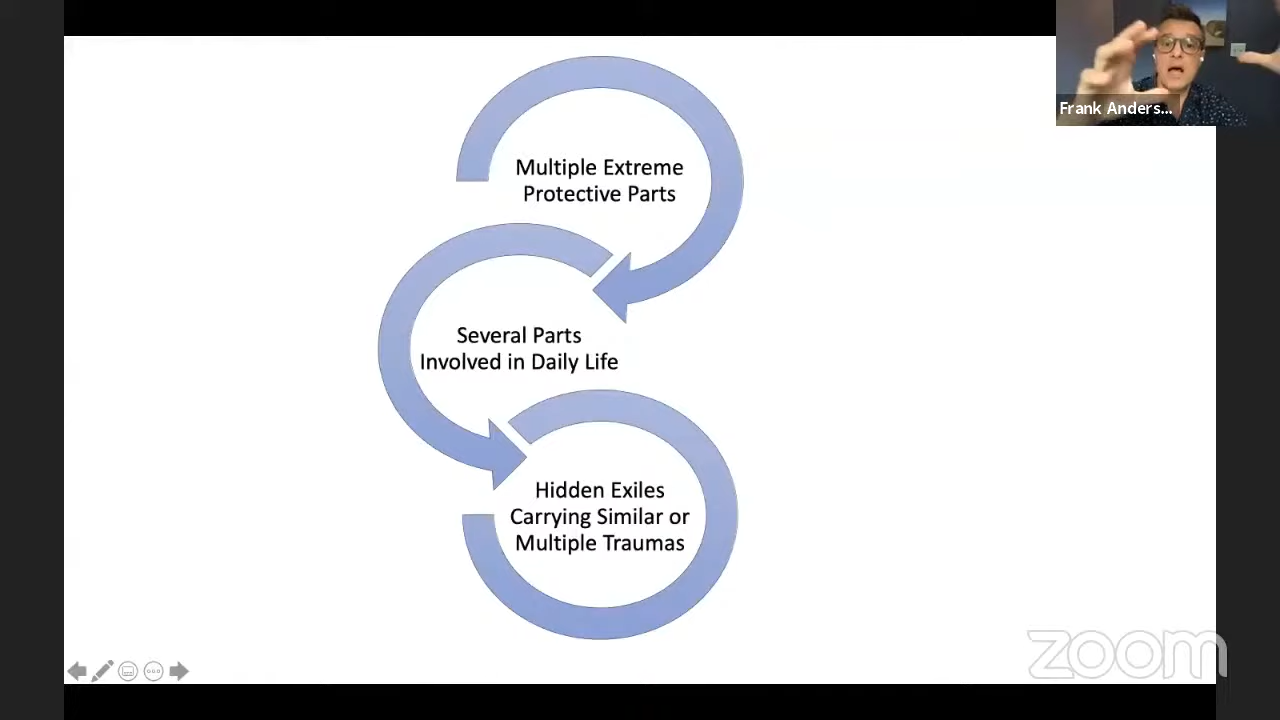 Frank Anders...
Multiple Extreme
Protective Parts
Several Parts
Involved in Daily Life
Hidden Exiles
Carrying Similar or
Multiple Traumas
zoom